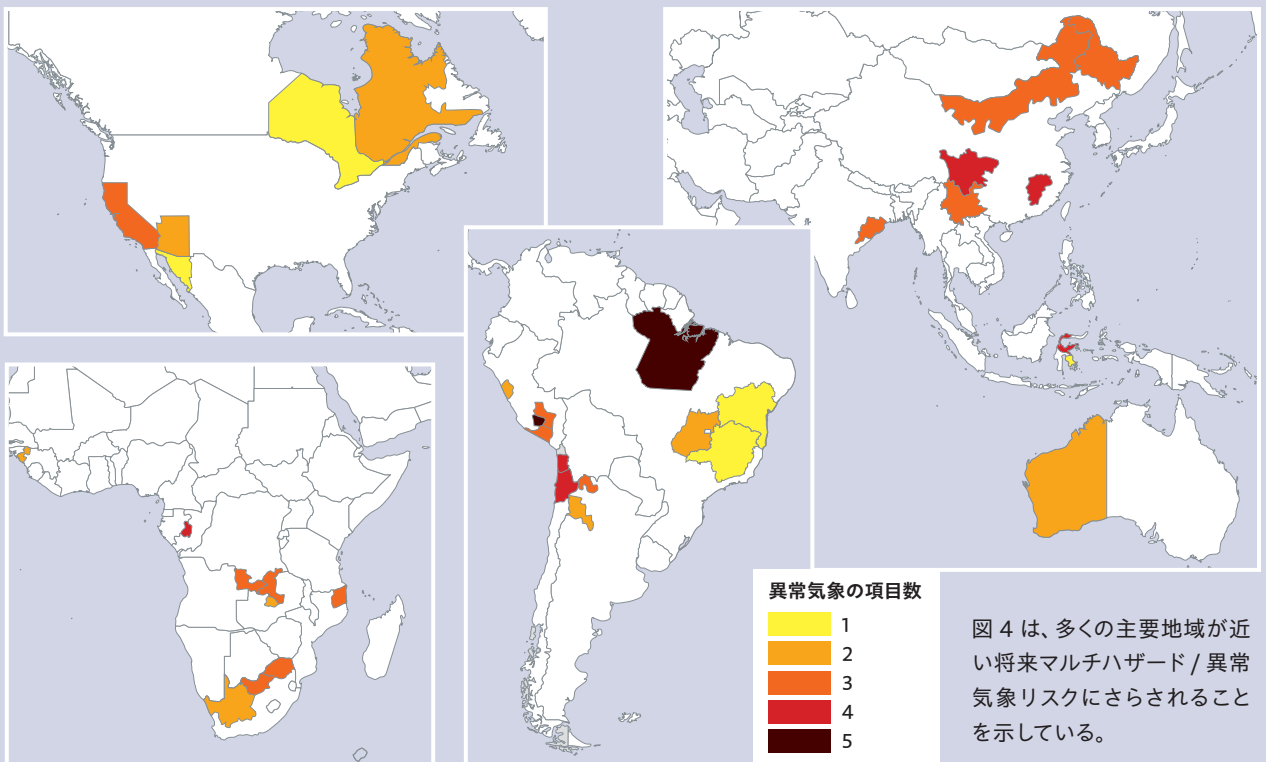 異常気象の項目数
1
2
3
4
5
図 4 は、多くの主要地域が近
い将来マルチハザード / 異常
気象リスクにさらされること
を示している。